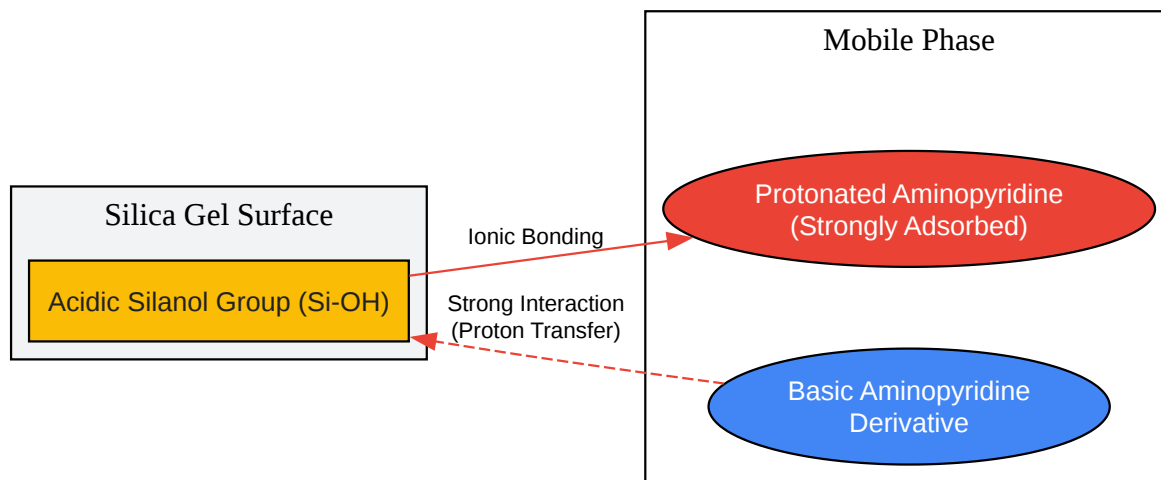 Mobile Phase
Protonated Aminopyridine
(Strongly Adsorbed)
Silica Gel Surface
Ionic Bonding
Acidic Silanol Group (Si-OH)
Strong Interaction
(Proton Transfer)
Basic Aminopyridine
Derivative